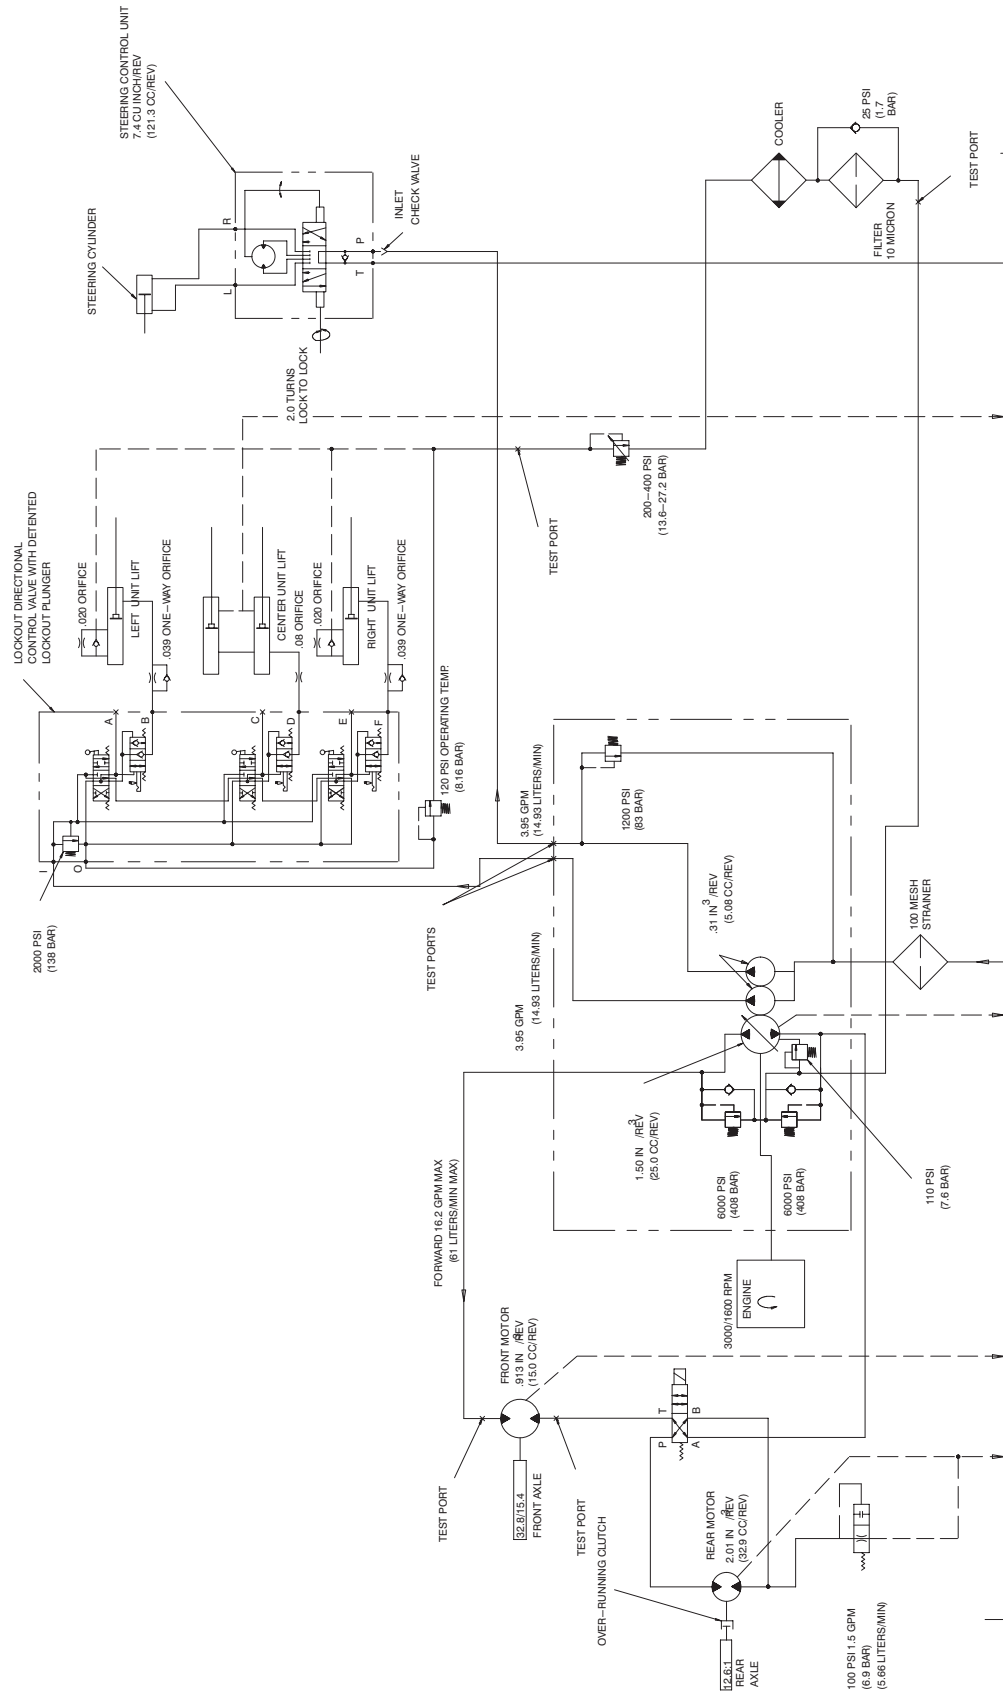 STEERING CONTROL UNIT
7.4 CU INCH/REV
(121.3 CC/REV)
STEERING CYLINDER
L
R
T
P
INLET
CHECK VALVE
2.0 TURNS
LOCK TO LOCK
COOLER
25 PSI
(1.7
BAR)
FILTER
10 MICRON
TEST PORT
LOCKOUT DIRECTIONAL
CONTROL VALVE WITH DETENTED
LOCKOUT PLUNGER
.020 ORIFICE
LEFT UNIT LIFT
.039 ONE-WAY ORIFICE
CENTER UNIT LIFT
.08 ORIFICE
.020 ORIFICE
RIGHT UNIT LIFT
.039 ONE-WAY ORIFICE
A
B
C
D
E
F
I
O
2000 PSI
(138 BAR)
120 PSI OPERATING TEMP.
(8.16 BAR)
TEST PORT
200-400 PSI
(13.6-27.2 BAR)
TEST PORTS
3.95 GPM
(14.93 LITERS/MIN)
3.95 GPM
(14.93 LITERS/MIN)
1200 PSI
(83 BAR)
.31 IN3/REV
(5.08 CC/REV)
100 MESH
STRAINER
1.50 IN3/REV
(25.0 CC/REV)
6000 PSI
(408 BAR)
6000 PSI
(408 BAR)
110 PSI
(7.6 BAR)
FORWARD 16.2 GPM MAX
(61 LITERS/MIN MAX)
3000/1600 RPM
ENGINE
FRONT MOTOR
.913 IN3/REV
(15.0 CC/REV)
TEST PORT
32.8/15.4
FRONT AXLE
TEST PORT
P
T
A
B
OVER-RUNNING CLUTCH
REAR MOTOR
2.01 IN3/REV
(32.9 CC/REV)
12.6:1
REAR
AXLE
100 PSI 1.5 GPM
(6.9 BAR)
(5.66 LITERS/MIN)